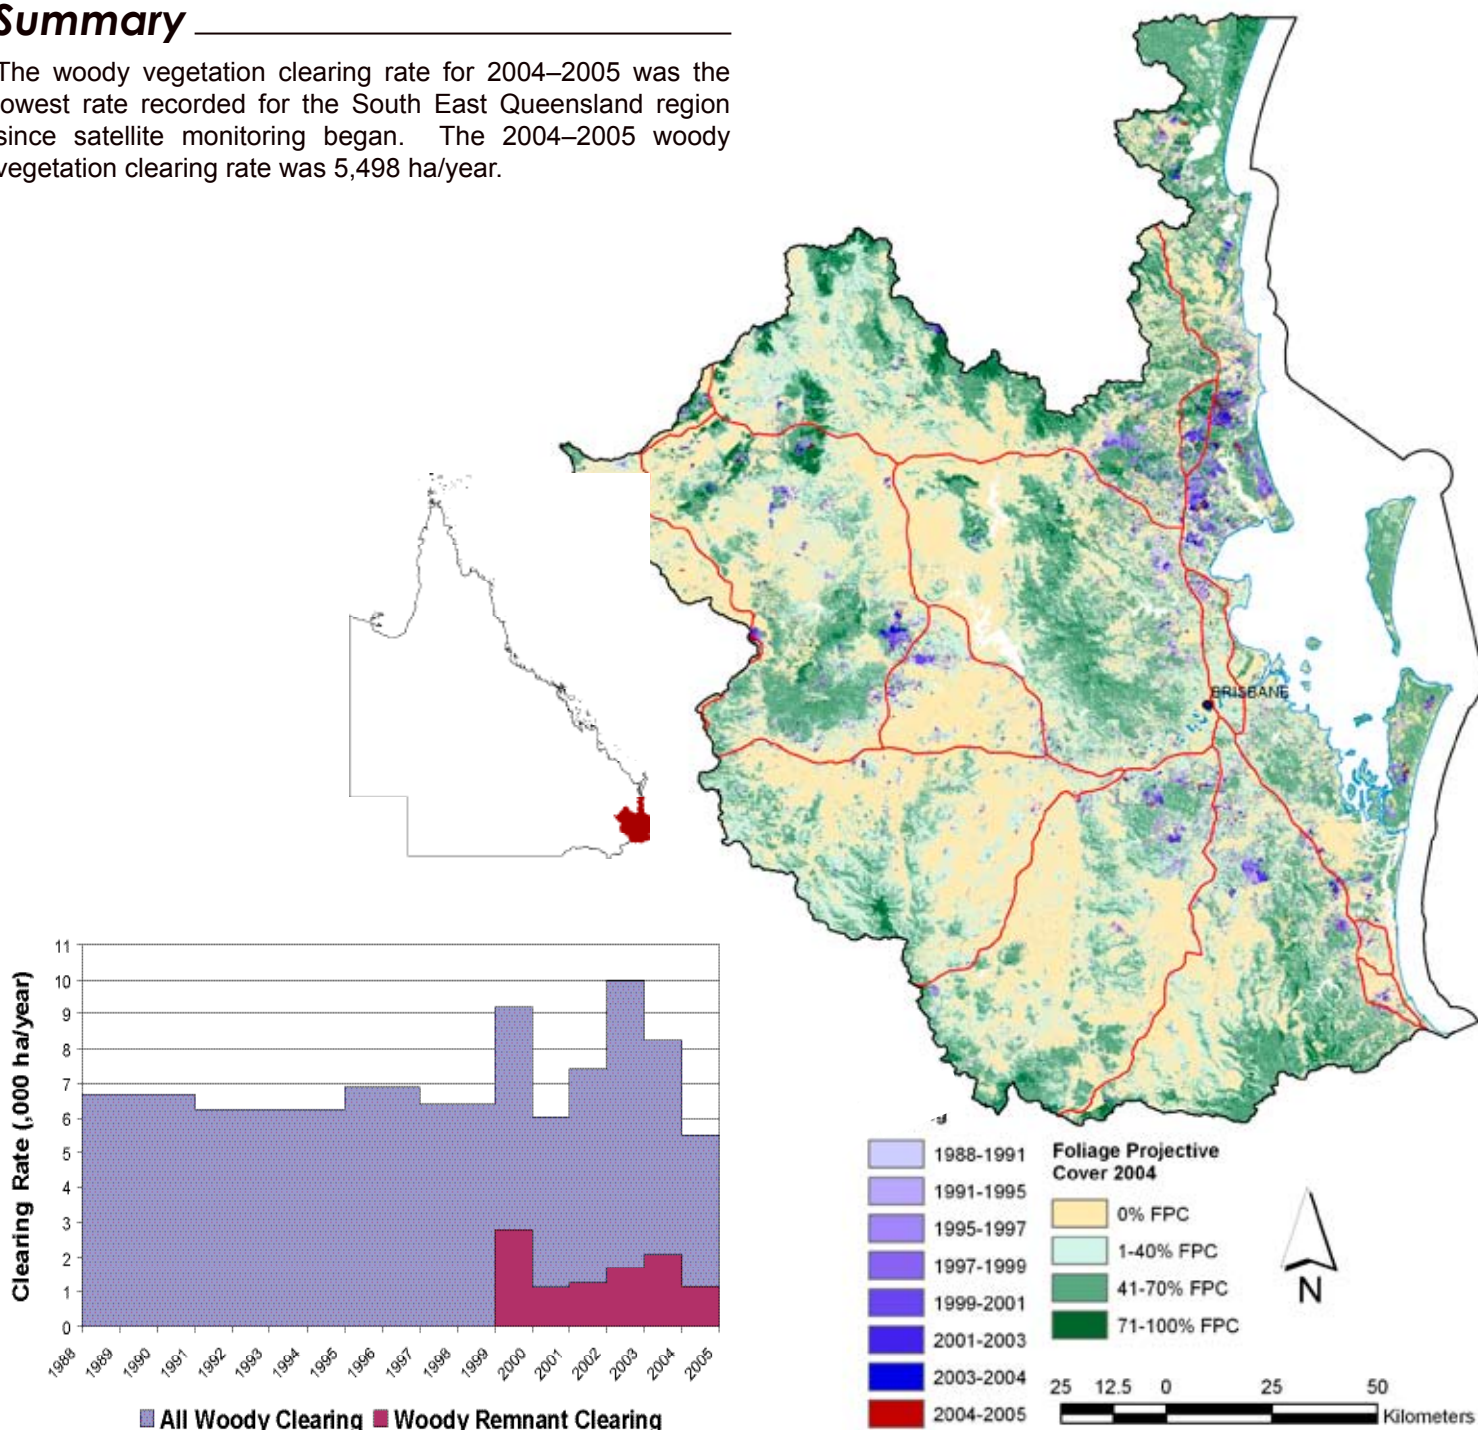 Summary
The woody vegetation clearing rate for 2004–2005 was the
lowest rate recorded for the South East Queensland region
since satellite monitoring began. The 2004–2005 woody
vegetation clearing rate was 5,498 ha/year.
BRISBANE
Clearing Rate (,000 ha/year)
11
10
9
8
7
6
5
4
3
2
1
0
1988
1989
1990
1991
1992
1993
1994
1995
1996
1997
1998
1999
2000
2001
2002
2003
2004
2005
All Woody Clearing
Woody Remnant Clearing
1988-1991
1991-1995
1995-1997
1997-1999
1999-2001
2001-2003
2003-2004
2004-2005
Foliage Projective
Cover 2004
0% FPC
1-40% FPC
41-70% FPC
71-100% FPC
N
25 12.5 0 25 50
Kilometers